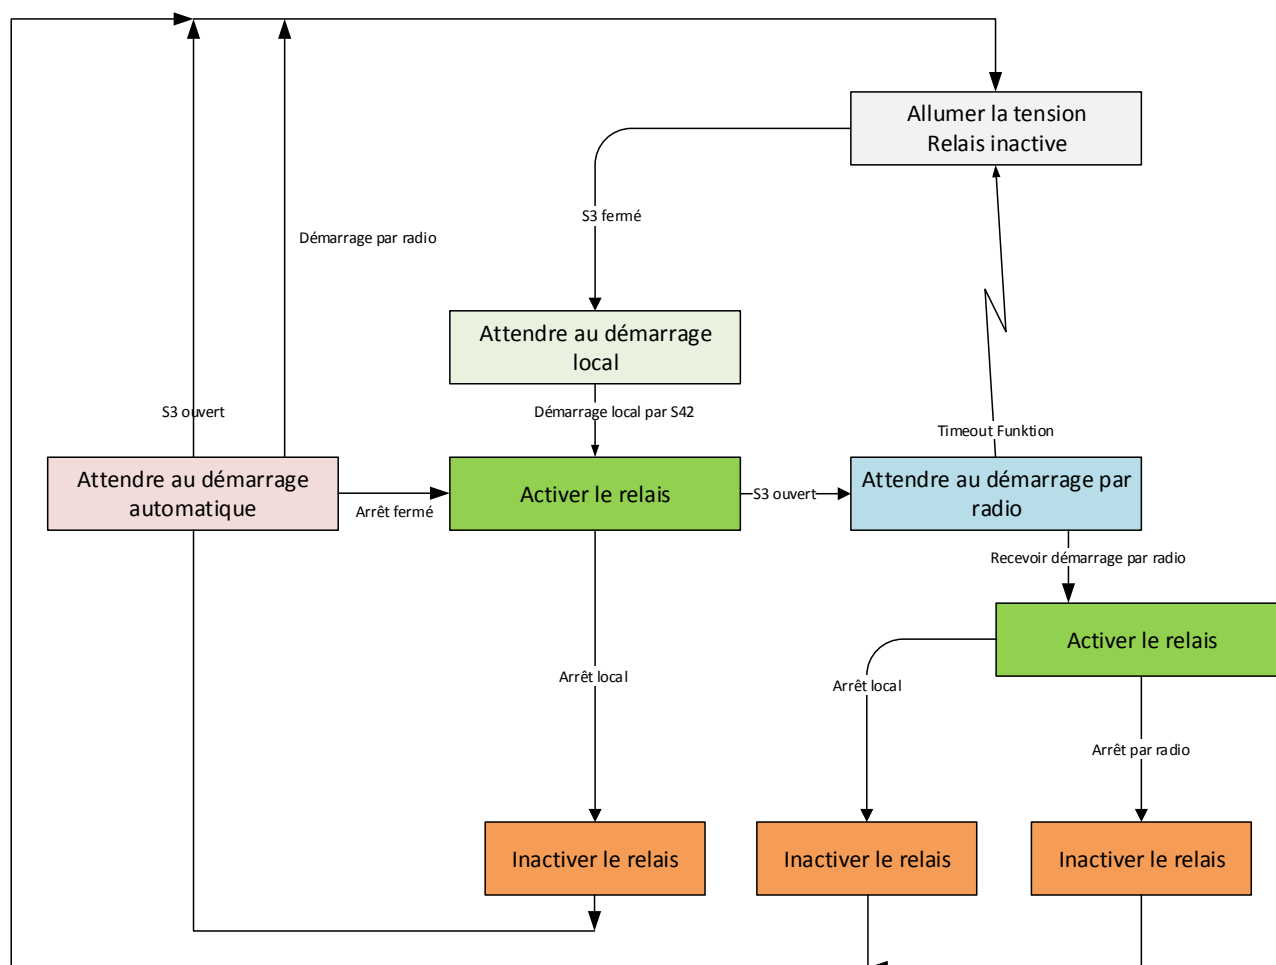 Allumer la tension
Relais inactive
S3 fermé
Démarrage par radio
Attendre au démarrage
local
S3 ouvert
Démarrage local par S42
Timeout Funktion
Attendre au démarrage
automatique
Arrêt fermé
Activer le relais
S3 ouvert
Attendre au démarrage par
radio
Recevoir démarrage par radio
Activer le relais
Arrêt local
Arrêt local
Arrêt par radio
Inactiver le relais
Inactiver le relais
Inactiver le relais